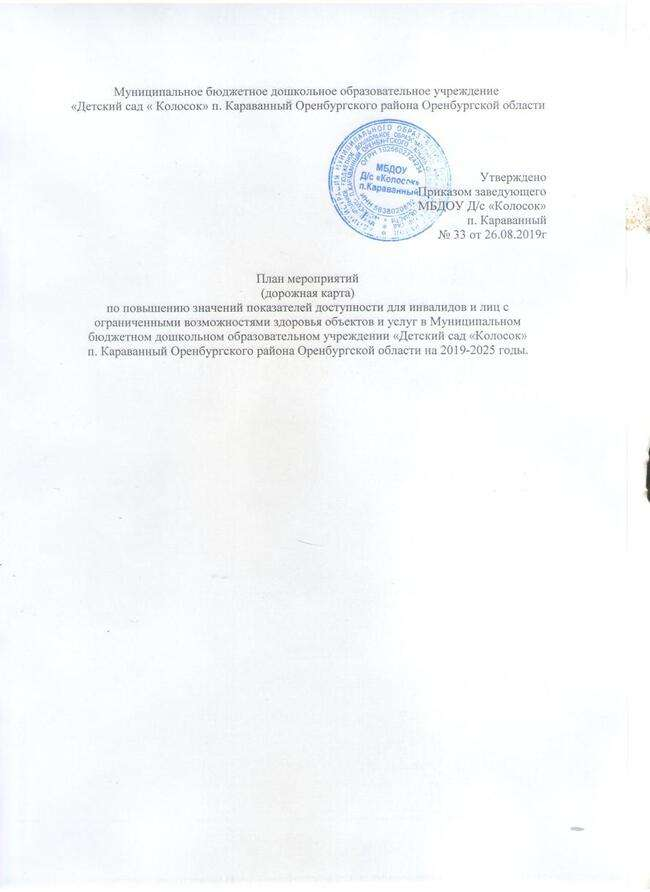 Муниципальное бюджетное дошкольное образовательное учреждение
«Детский сад « Колосок» п. Караванный Оренбургского района Оренбургской области
МБДОУ
Д/с «Колосок»
п.Караванный
Утверждено
Приказом заведующего
МБДОУ Д/с «Колосок»
п. Караванный
№ 33 от 26.08.2019г
План мероприятий
(дорожная карта)
по повышению значений показателей доступности для инвалидов и лиц с
ограниченными возможностями здоровья объектов и услуг в Муниципальном
бюджетном дошкольном образовательном учреждении «Детский сад «Колосок»
п. Караванный Оренбургского района Оренбургской области на 2019-2025 годы.